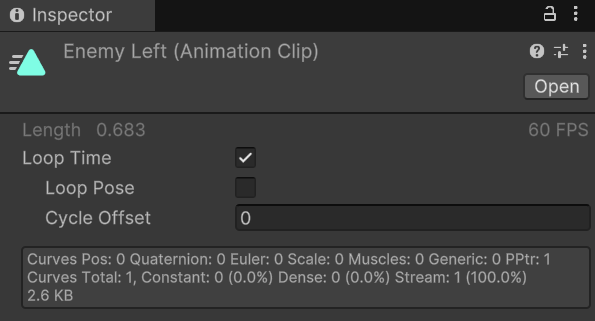 Inspector
Enemy Left (Animation Clip)
Open
Length 0.683 60 FPS
Loop Time
Loop Pose
Cycle Offset 0
Curves Pos: 0 Quaternion: 0 Euler: 0 Scale: 0 Muscles: 0 Generic: 0 PPtr: 1
Curves Total: 1, Constant: 0 (0.0%) Dense: 0 (0.0%) Stream: 1 (100.0%)
2.6 KB